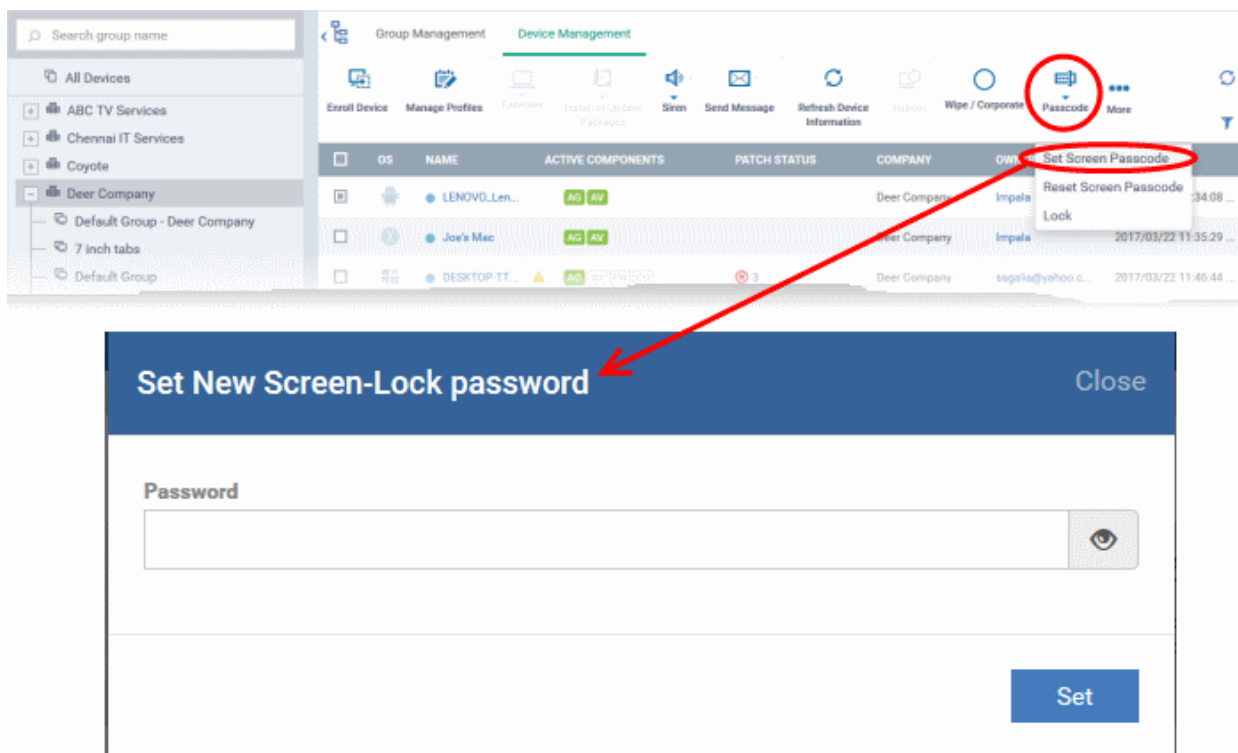 Search group name
Group Management Device Management
All Devices
ABC TV Services
Chennai IT Services
Coyote
Deer Company
Default Group - Deer Company
7 inch tabs
Default Group
Enroll Device Manage Profiles Siren Send Message Refresh Device Information Wipe / Corporate Passcode More
Set Screen Passcode
Reset Screen Passcode
Lock
OS NAME ACTIVE COMPONENTS PATCH STATUS COMPANY
LENOVO_Len... AG AV Deer Company Impala :34:08 ...
Joe's Mac AG AV Deer Company Impala 2017/03/22 11:35:29 ...
DESKTOP-TT... AG 3 Deer Company 2017/03/22 11:46:44 ...
Set New Screen-Lock password Close
Password
Set